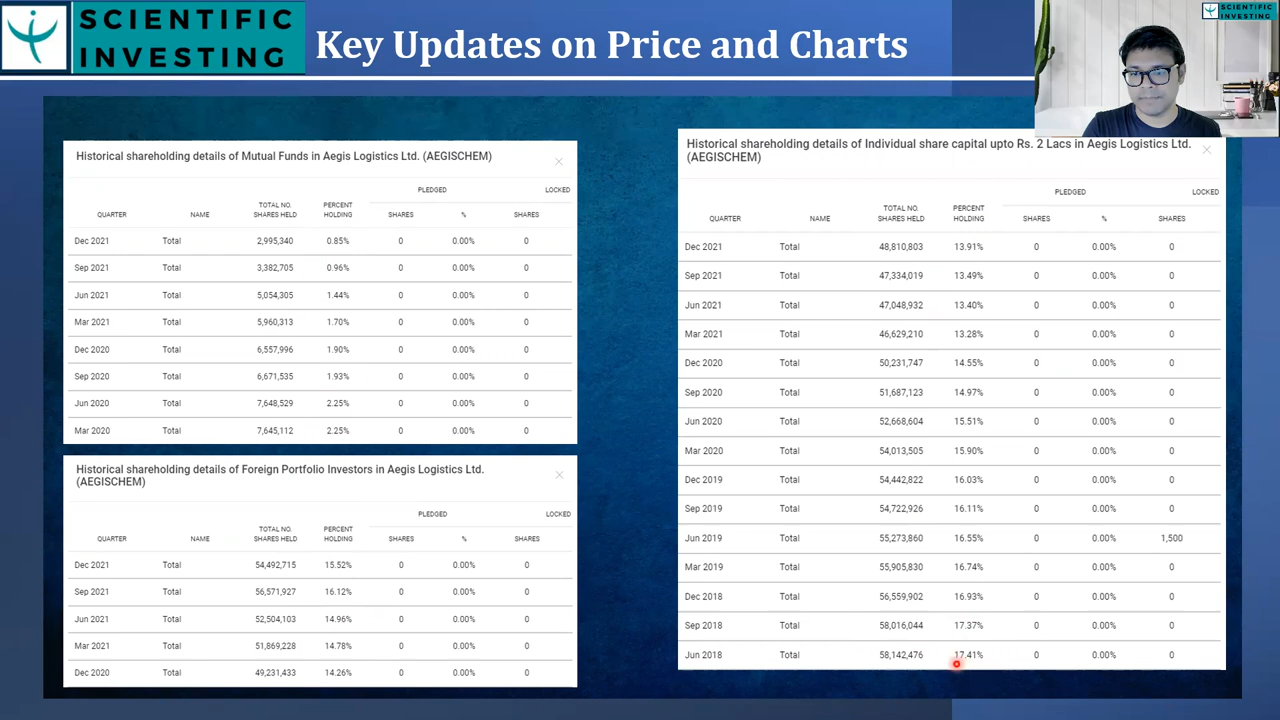 SCIENTIFIC
INVESTING
Key Updates on Price and Charts
SCIENTIFIC
INVESTING
Historical shareholding details of Mutual Funds in Aegis Logistics Ltd. (AEGISCHEM)
PLEDGED LOCKED
QUARTER NAME TOTAL NO. SHARES HELD PERCENT HOLDING SHARES % SHARES
Dec 2021 Total 2,995,340 0.85% 0 0.00% 0
Sep 2021 Total 3,382,705 0.96% 0 0.00% 0
Jun 2021 Total 5,054,305 1.44% 0 0.00% 0
Mar 2021 Total 5,960,313 1.70% 0 0.00% 0
Dec 2020 Total 6,557,996 1.90% 0 0.00% 0
Sep 2020 Total 6,671,535 1.93% 0 0.00% 0
Jun 2020 Total 7,648,529 2.25% 0 0.00% 0
Mar 2020 Total 7,645,112 2.25% 0 0.00% 0
Historical shareholding details of Foreign Portfolio Investors in Aegis Logistics Ltd.
(AEGISCHEM)
PLEDGED LOCKED
QUARTER NAME TOTAL NO. SHARES HELD PERCENT HOLDING SHARES % SHARES
Dec 2021 Total 54,492,715 15.52% 0 0.00% 0
Sep 2021 Total 56,571,927 16.12% 0 0.00% 0
Jun 2021 Total 52,504,103 14.96% 0 0.00% 0
Mar 2021 Total 51,869,228 14.78% 0 0.00% 0
Dec 2020 Total 49,231,433 14.26% 0 0.00% 0
Historical shareholding details of Individual share capital upto Rs. 2 Lacs in Aegis Logistics Ltd.
(AEGISCHEM)
PLEDGED LOCKED
QUARTER NAME TOTAL NO. SHARES HELD PERCENT HOLDING SHARES % SHARES
Dec 2021 Total 48,810,803 13.91% 0 0.00% 0
Sep 2021 Total 47,334,019 13.49% 0 0.00% 0
Jun 2021 Total 47,048,932 13.40% 0 0.00% 0
Mar 2021 Total 46,629,210 13.28% 0 0.00% 0
Dec 2020 Total 50,231,747 14.55% 0 0.00% 0
Sep 2020 Total 51,687,123 14.97% 0 0.00% 0
Jun 2020 Total 52,668,604 15.51% 0 0.00% 0
Mar 2020 Total 54,013,505 15.90% 0 0.00% 0
Dec 2019 Total 54,442,822 16.03% 0 0.00% 0
Sep 2019 Total 54,722,926 16.11% 0 0.00% 0
Jun 2019 Total 55,273,860 16.55% 0 0.00% 1,500
Mar 2019 Total 55,905,830 16.74% 0 0.00% 0
Dec 2018 Total 56,559,902 16.93% 0 0.00% 0
Sep 2018 Total 58,016,044 17.37% 0 0.00% 0
Jun 2018 Total 58,142,476 17.41% 0 0.00% 0